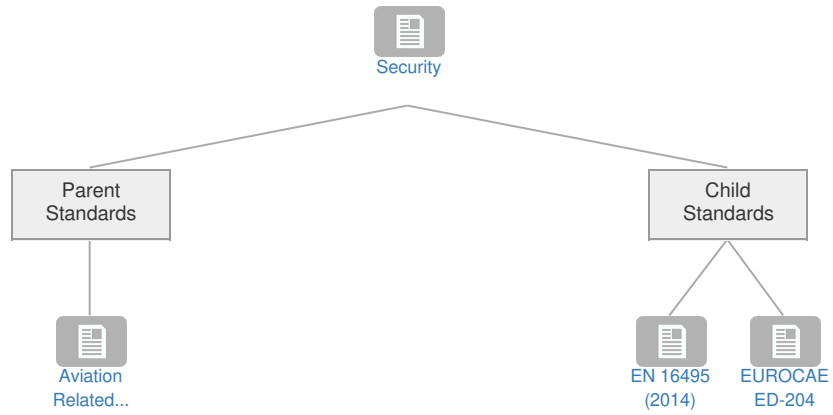 Security
Parent
Standards
Child
Standards
Aviation
Related...
EN 16495
(2014)
EUROCAE
ED-204